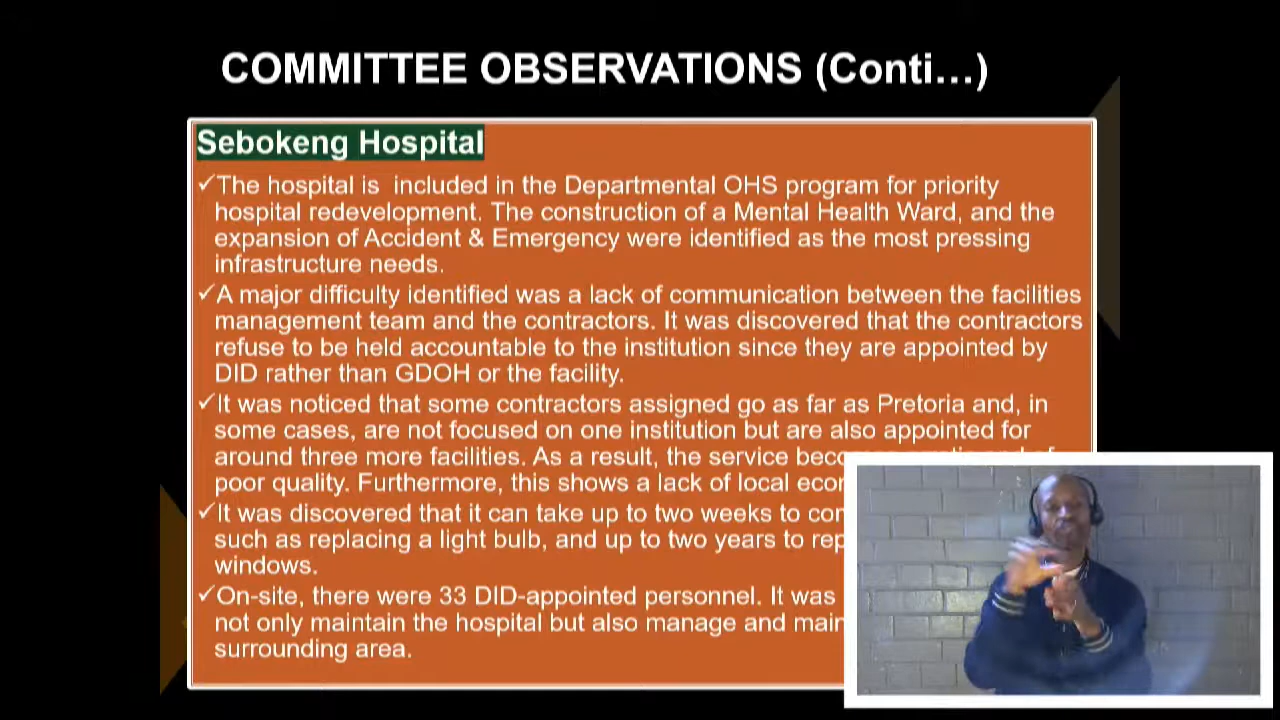 COMMITTEE OBSERVATIONS (Conti...)
Sebokeng Hospital
✓The hospital is included in the Departmental OHS program for priority
hospital redevelopment. The construction of a Mental Health Ward, and the
expansion of Accident & Emergency were identified as the most pressing
infrastructure needs.
✓A major difficulty identified was a lack of communication between the facilities
management team and the contractors. It was discovered that the contractors
refuse to be held accountable to the institution since they are appointed by
DID rather than GDOH or the facility.
✓It was noticed that some contractors assigned go as far as Pretoria and, in
some cases, are not focused on one institution but are also appointed for
around three more facilities. As a result, the service
poor quality. Furthermore, this shows a lack of local
✓It was discovered that it can take up to two weeks to
such as replacing a light bulb, and up to two years to
windows.
✓On-site, there were 33 DID-appointed personnel. It was
not only maintain the hospital but also manage and
surrounding area.